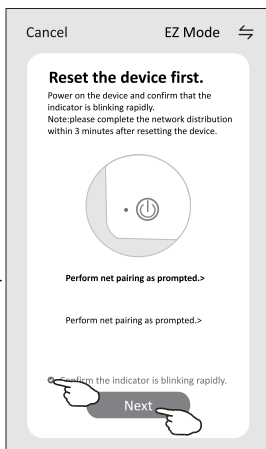 Cancel EZ Mode
Reset the device first.
Power on the device and confirm that the
indicator is blinking rapidly.
Note:please complete the network distribution
within 3 minutes after resetting the device.
Perform net pairing as prompted.>
Perform net pairing as prompted.>
Confirm the indicator is blinking rapidly.
Next